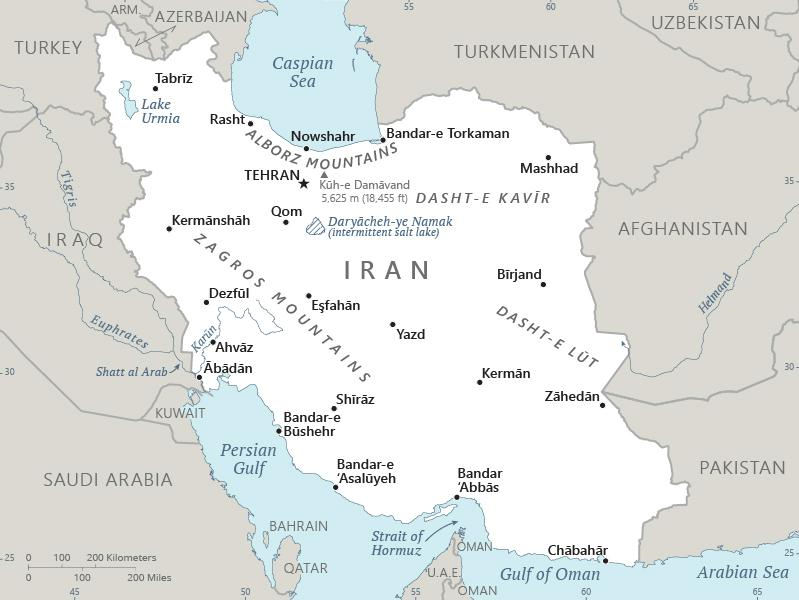 ARM.
AZERBAIJAN
55
60
65
UZBEKISTAN
TURKEY
Caspian
Sea
TURKMENISTAN
Tabrīz
Lake
Urmia
Rasht
Nowshahr
Bandar-e Torkaman
ALBORZ MOUNTAINS
Mashhad
TEHRAN
Kūh-e Damāvand
5,625 m (18,455 ft)
DASHT-E KAVĪR
35
35
Tigris
Qom
Daryācheh-ye Namak
(intermittent salt lake)
Kermānshāh
AFGHANISTAN
IRAQ
ZAGROS MOUNTAINS
IRAN
Bīrjand
Helmand
Dezfūl
Eşfahān
DASHT-E LŪT
Euphrates
Karūn
Yazd
Ahvāz
Shatt al Arab
Ābādān
30
30
Kermān
Zāhedān
KUWAIT
Shīrāz
Bandar-e
Būshehr
Persian
Gulf
SAUDI ARABIA
PAKISTAN
Bandar-e
‘Asalūyeh
Bandar
‘Abbās
BAHRAIN
Strait of
Hormuz
OMAN
Chābahār
25
25
0 100 200 Kilometers
0 100 200 Miles
QATAR
U.A.E.
OMAN
Gulf of Oman
Arabian Sea
45
50
55
60
65